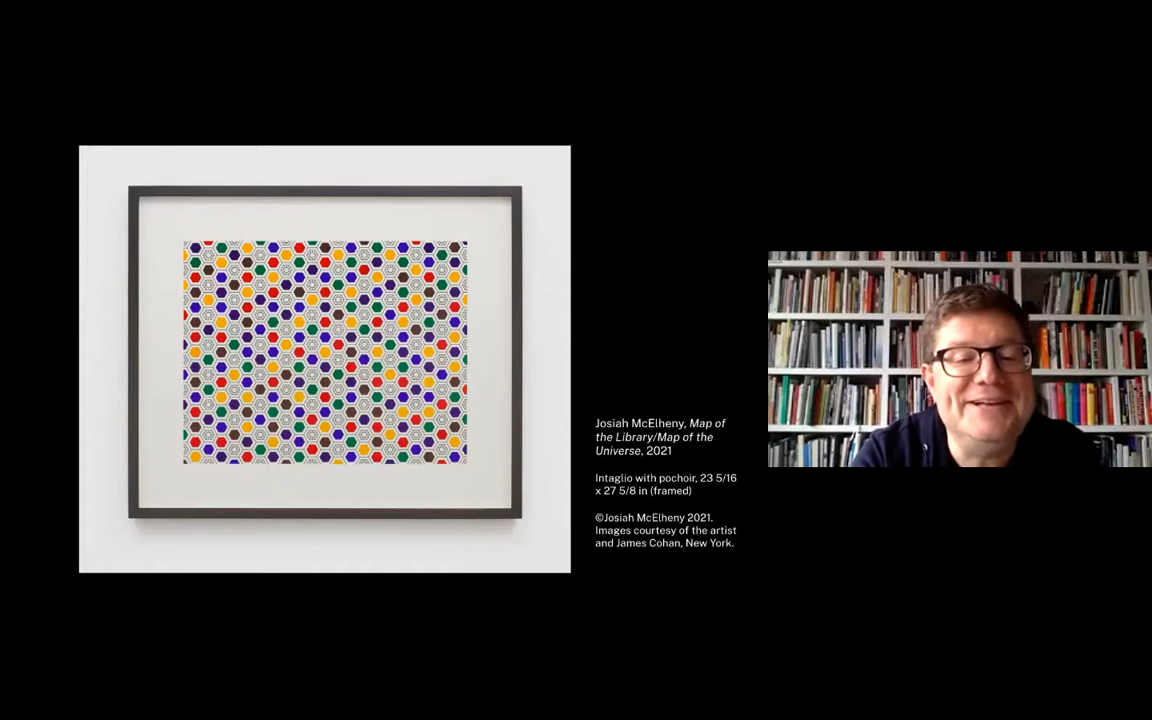 Josiah McElheny, Map of
the Library/Map of the
Universe, 2021
Intaglio with pochoir, 23 5/16
x 27 5/8 in (framed)
©Josiah McElheny 2021.
Images courtesy of the artist
and James Cohan, New York.